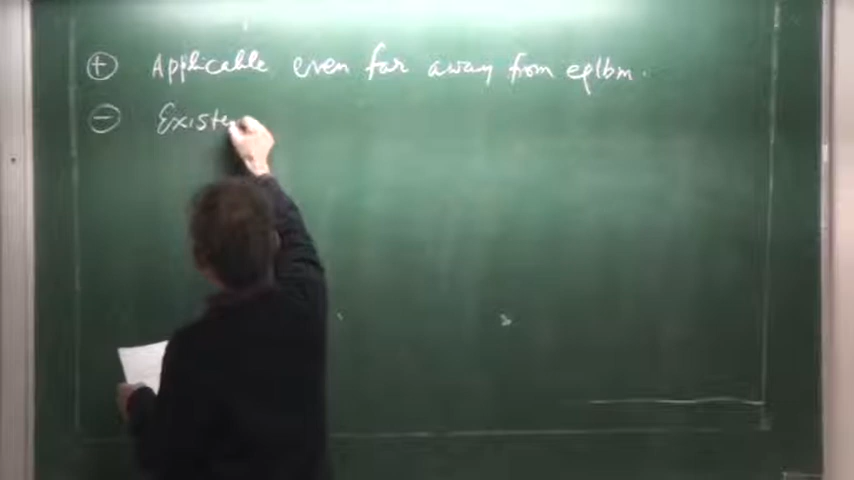 ⊕ Applicable even far away from eqlbm.
⊖ Existe